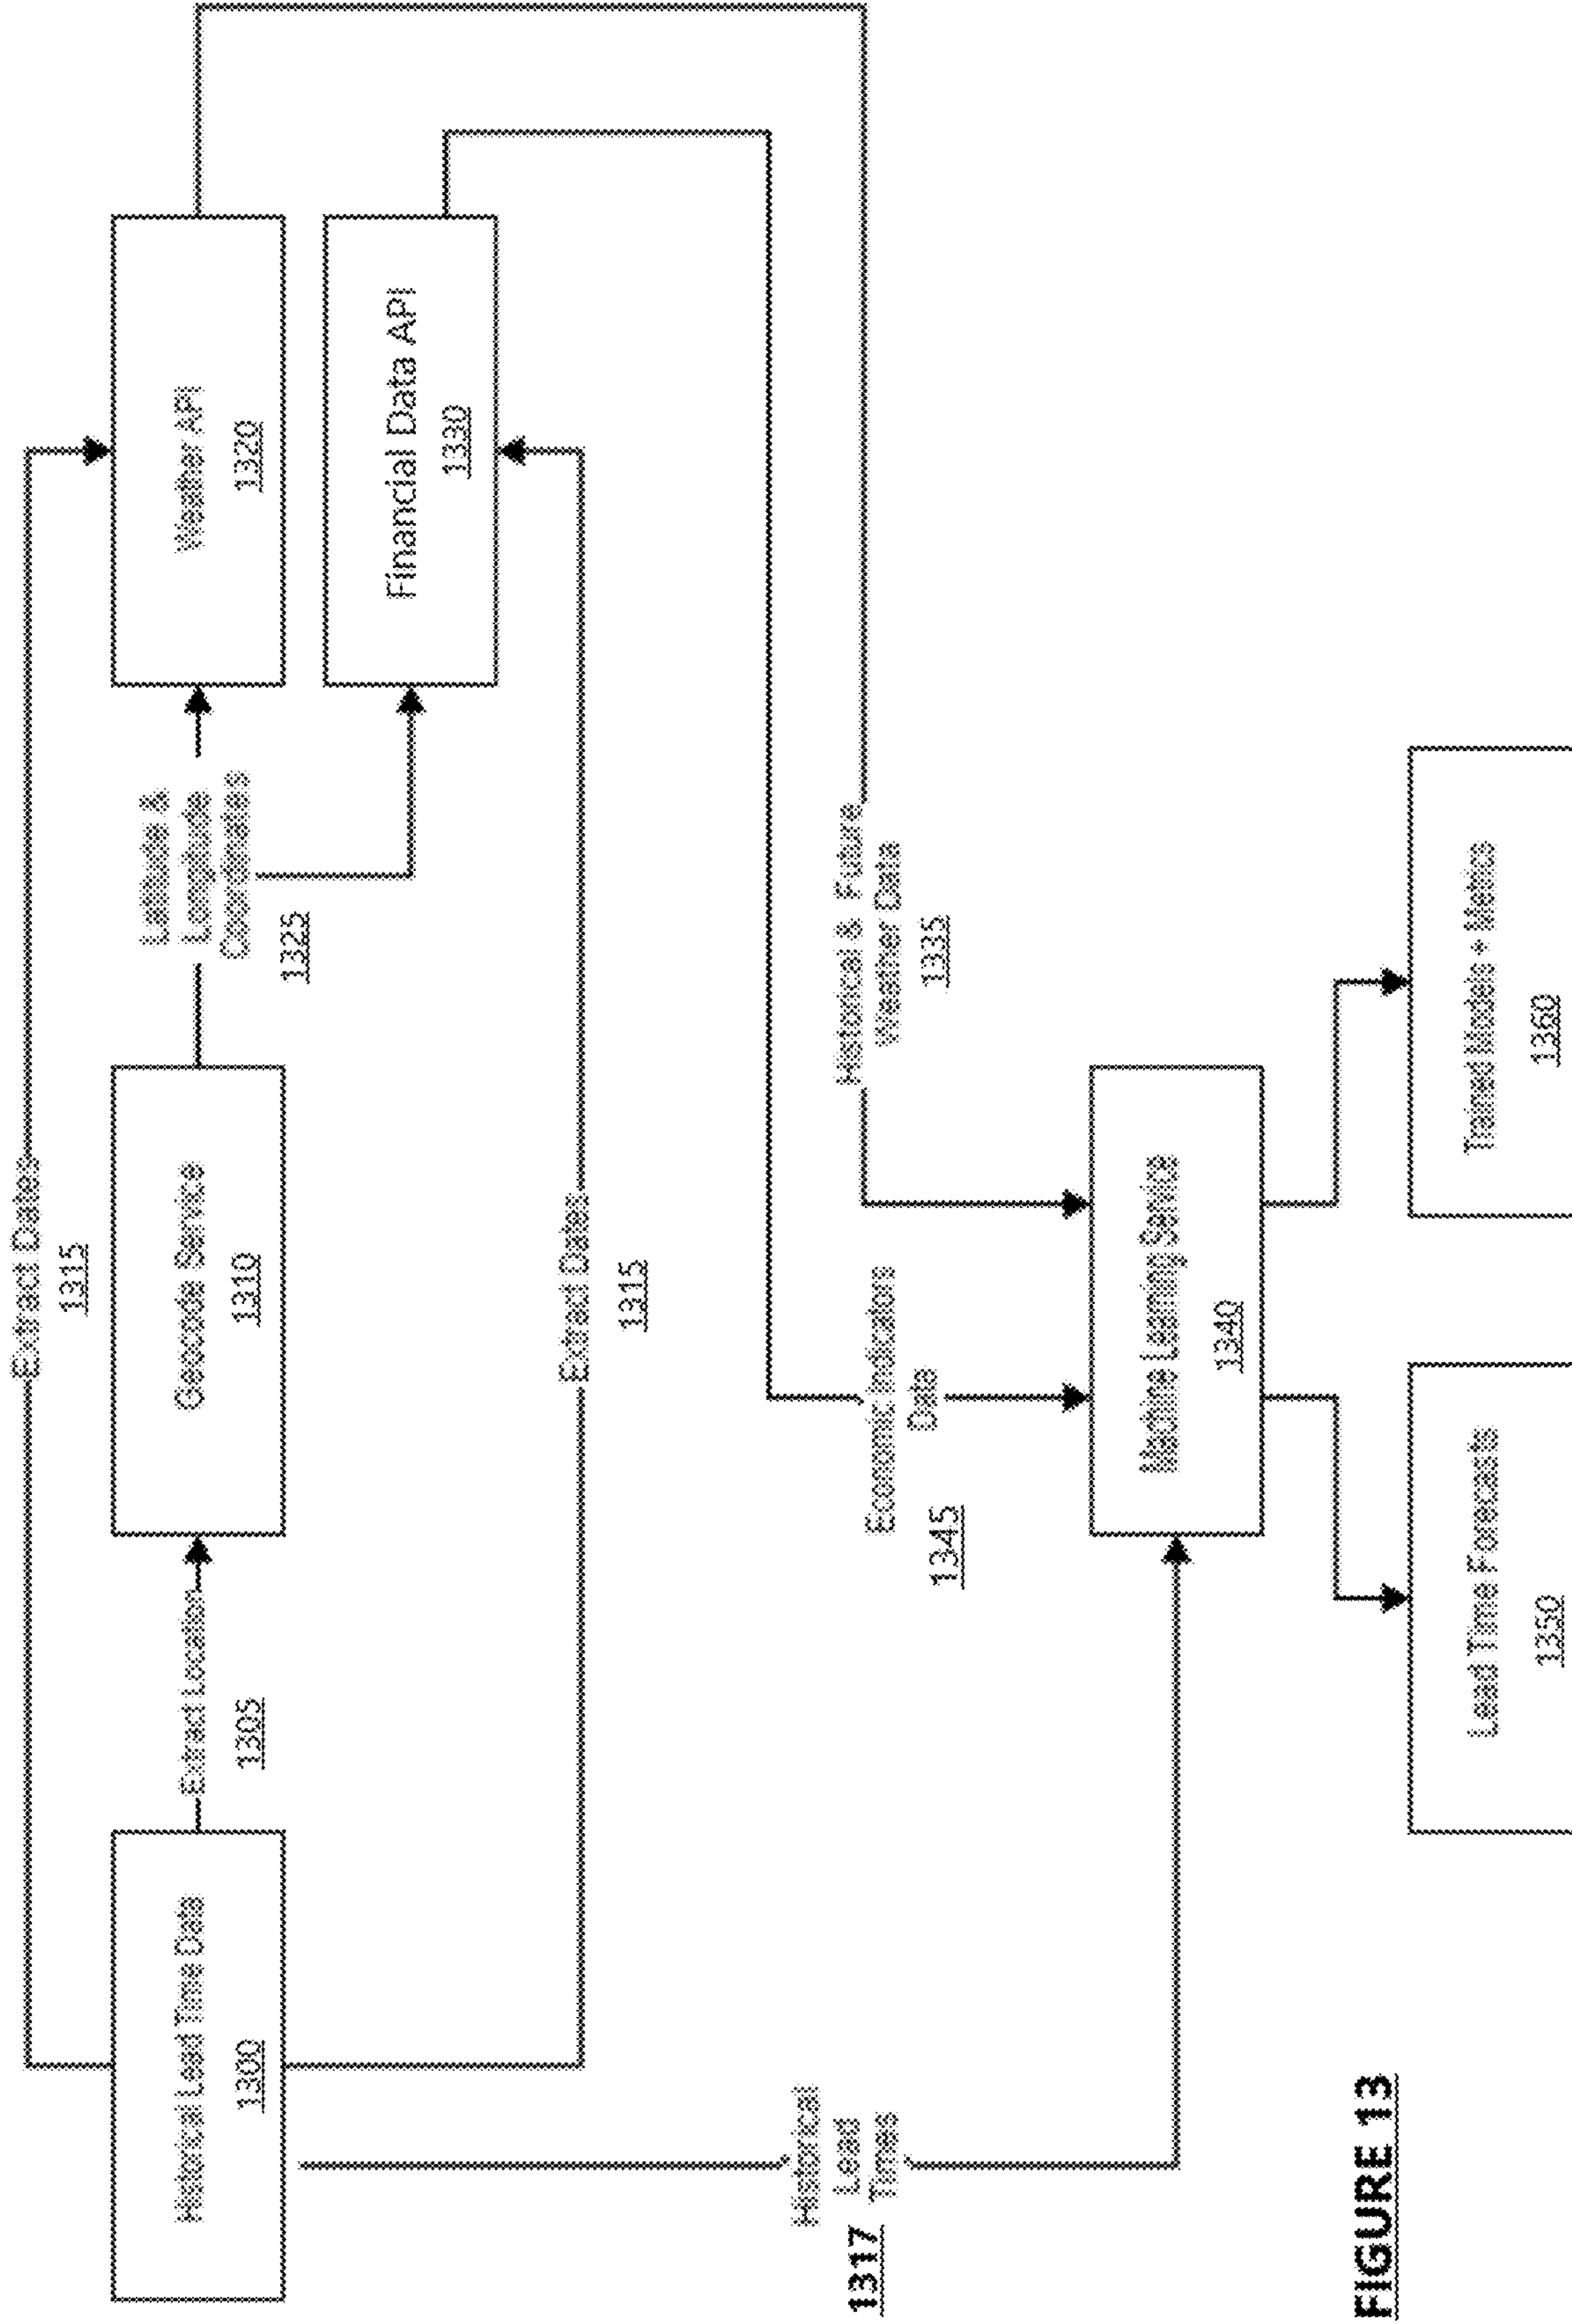 Extract Dates
1315
Historical Lead Time Data
1300
Extract Location
1305
Geocode Service
1310
Latitude &
Longitude
Coordinates
1325
Weather API
1320
Financial Data API
1330
Extract Dates
1315
Historical
Lead
Times
1317
Economic Indicators
Data
1345
Historical & Future
Weather Data
1335
Machine Learning Service
1340
Lead Time Forecasts
1350
Trained Models + Metrics
1360
FIGURE 13